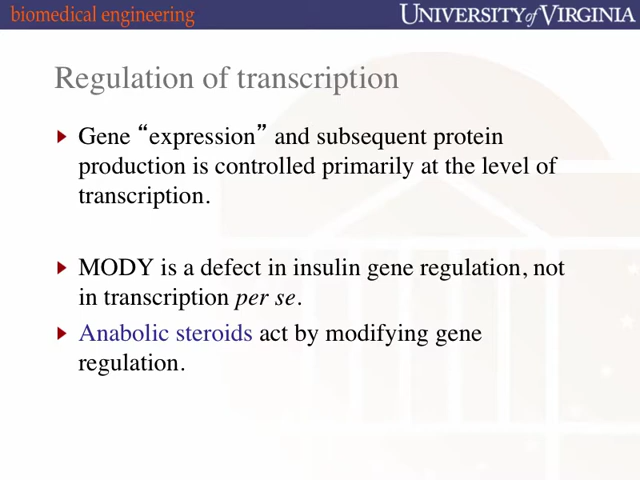 biomedical engineering
UNIVERSITY of VIRGINIA
Regulation of transcription
Gene “expression” and subsequent protein
production is controlled primarily at the level of
transcription.
MODY is a defect in insulin gene regulation, not
in transcription per se.
Anabolic steroids act by modifying gene
regulation.